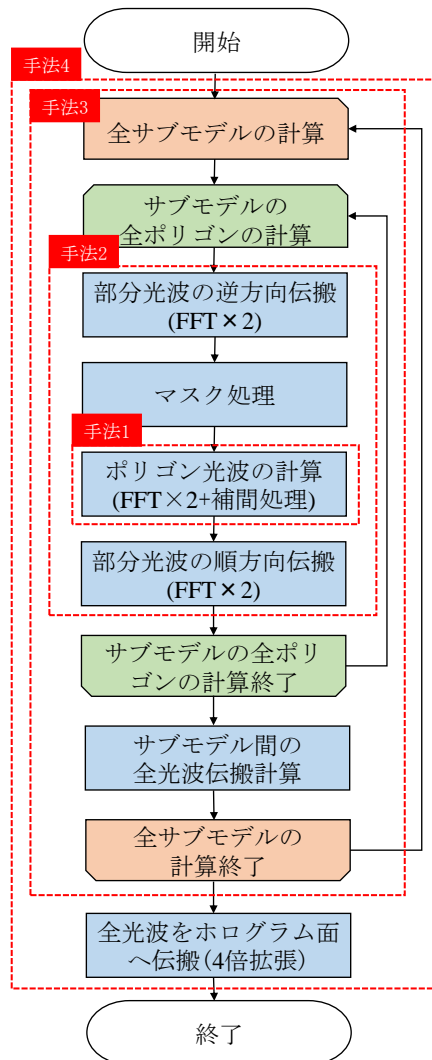 開始
手法4
手法3
全サブモデルの計算
サブモデルの
全ポリゴンの計算
手法2
部分光波の逆方向伝搬
(FFT×2)
マスク処理
手法1
ポリゴン光波の計算
(FFT×2+補間処理)
部分光波の順方向伝搬
(FFT×2)
サブモデルの全ポリ
ゴンの計算終了
サブモデル間の
全光波伝搬計算
全サブモデルの
計算終了
全光波をホログラム面
へ伝搬(4倍拡張)
終了